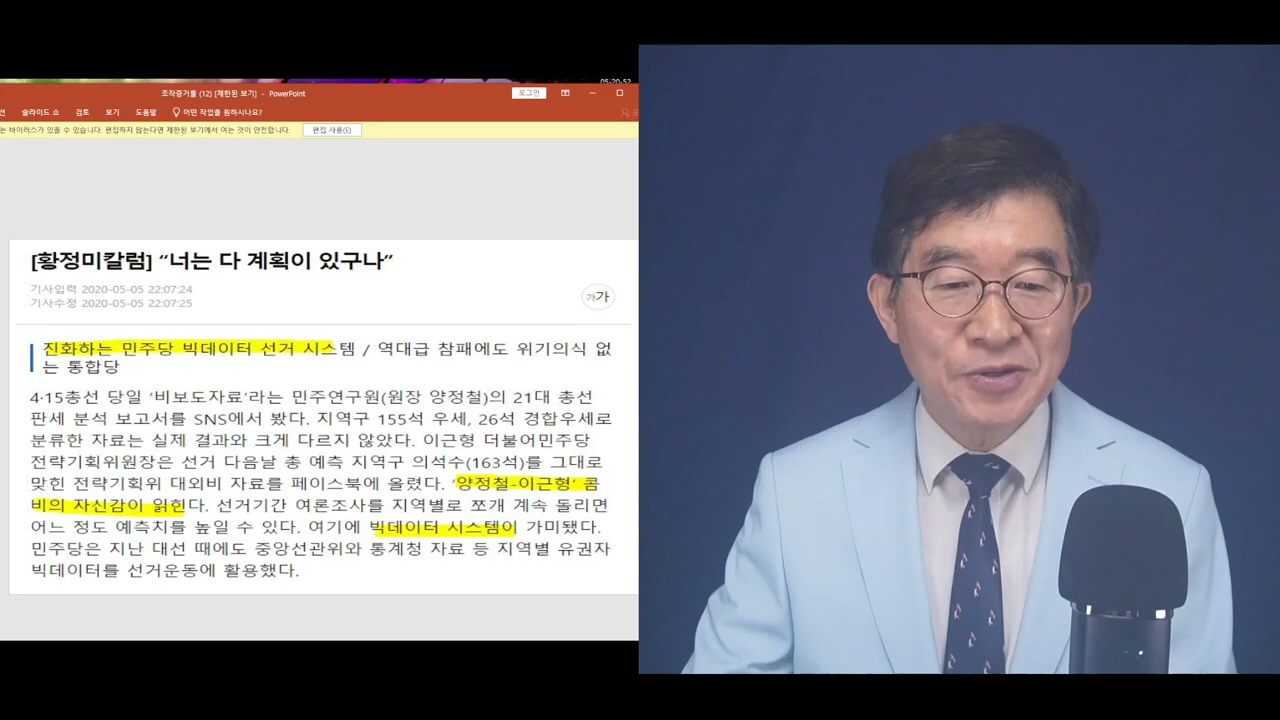 05-20-52
조작증거물 (12) [제한된 보기] - PowerPoint
로그인
슬라이드 쇼 검토 보기 도움말 어떤 작업을 원하시나요?
는 바이러스가 있을 수 있습니다. 편집하지 않는다면 제한된 보기에서 여는 것이 안전합니다. 편집 사용(E)
[황정미칼럼] “너는 다 계획이 있구나”
기사입력 2020-05-05 22:07:24
기사수정 2020-05-05 22:07:25
가가
진화하는 민주당 빅데이터 선거 시스템 / 역대급 참패에도 위기의식 없
는 통합당
4·15총선 당일 ‘비보도자료’라는 민주연구원(원장 양정철)의 21대 총선
판세 분석 보고서를 SNS에서 봤다. 지역구 155석 우세, 26석 경합우세로
분류한 자료는 실제 결과와 크게 다르지 않았다. 이근형 더불어민주당
전략기획위원장은 선거 다음날 총 예측 지역구 의석수(163석)를 그대로
맞힌 전략기획위 대외비 자료를 페이스북에 올렸다. ‘양정철-이근형’ 콤
비의 자신감이 읽힌다. 선거기간 여론조사를 지역별로 쪼개 계속 돌리면
어느 정도 예측치를 높일 수 있다. 여기에 빅데이터 시스템이 가미됐다.
민주당은 지난 대선 때에도 중앙선관위와 통계청 자료 등 지역별 유권자
빅데이터를 선거운동에 활용했다.